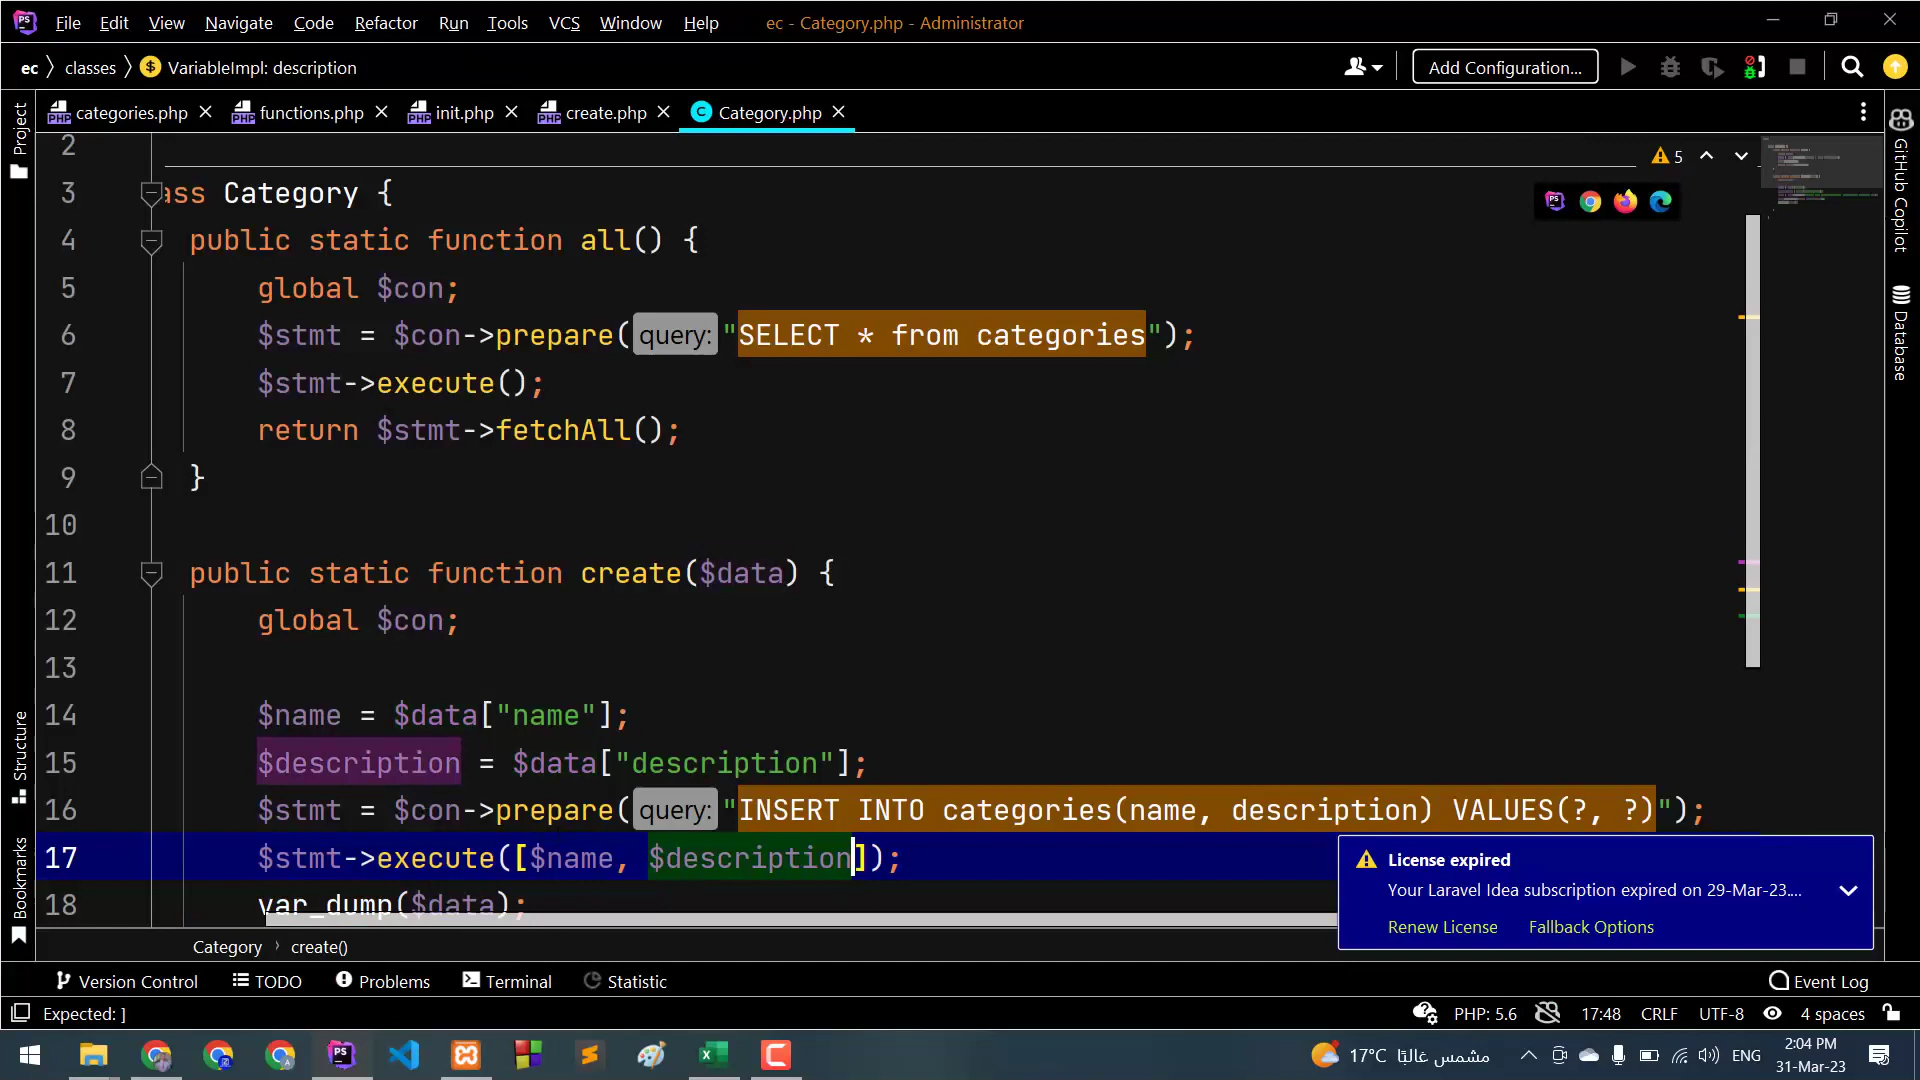 PS File Edit View Navigate Code Refactor Run Tools VCS Window Help ec - Category.php - Administrator
ec classes VariableImpl: description Add Configuration...
categories.php functions.php init.php create.php Category.php
2
3 ass Category {
4 public static function all() {
5 global $con;
6 $stmt = $con->prepare( query: "SELECT * from categories");
7 $stmt->execute();
8 return $stmt->fetchAll();
9 }
10
11 public static function create($data) {
12 global $con;
13
14 $name = $data["name"];
15 $description = $data["description"];
16 $stmt = $con->prepare( query: "INSERT INTO categories(name, description) VALUES(?, ?)");
17 $stmt->execute([$name, $description]);
18 var_dump($data);
5
Project
Structure
Bookmarks
GitHub Copilot
Database
License expired
Your Laravel Idea subscription expired on 29-Mar-23....
Renew License Fallback Options
Category create()
Version Control TODO Problems Terminal Statistic Event Log
Expected: ] PHP: 5.6 17:48 CRLF UTF-8 4 spaces
17°C مشمس غالبًا ENG 2:04 PM
31-Mar-23